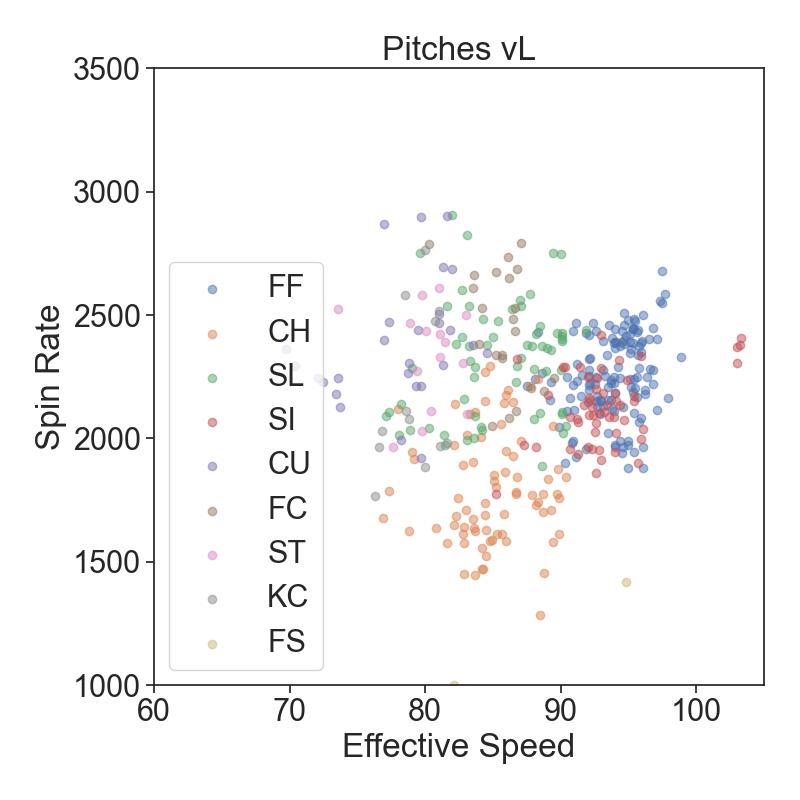 Pitches vL
3500
3000
2500
2000
1500
1000
Spin Rate
FF
CH
SL
SI
CU
FC
ST
KC
FS
60
70
80
90
100
Effective Speed